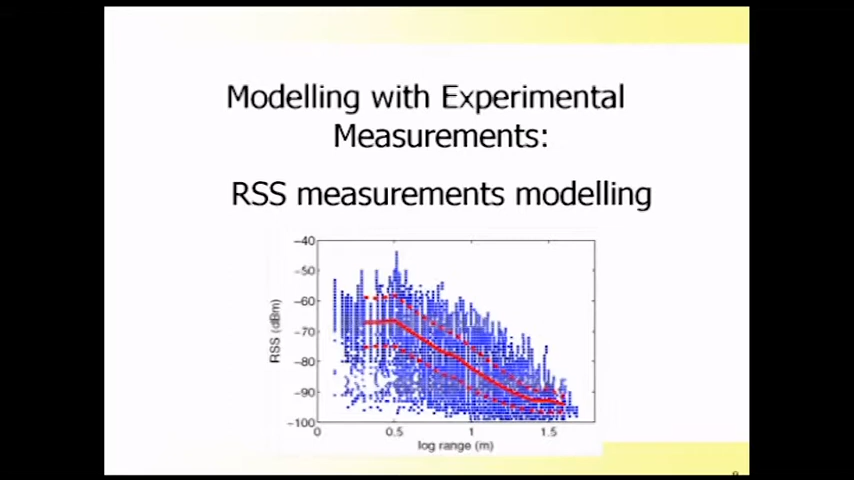 Modelling with Experimental
Measurements:
RSS measurements modelling
-40
-50
-60
-70
-80
-90
-100
RSS (dBm)
0
0.5
1
1.5
log range (m)